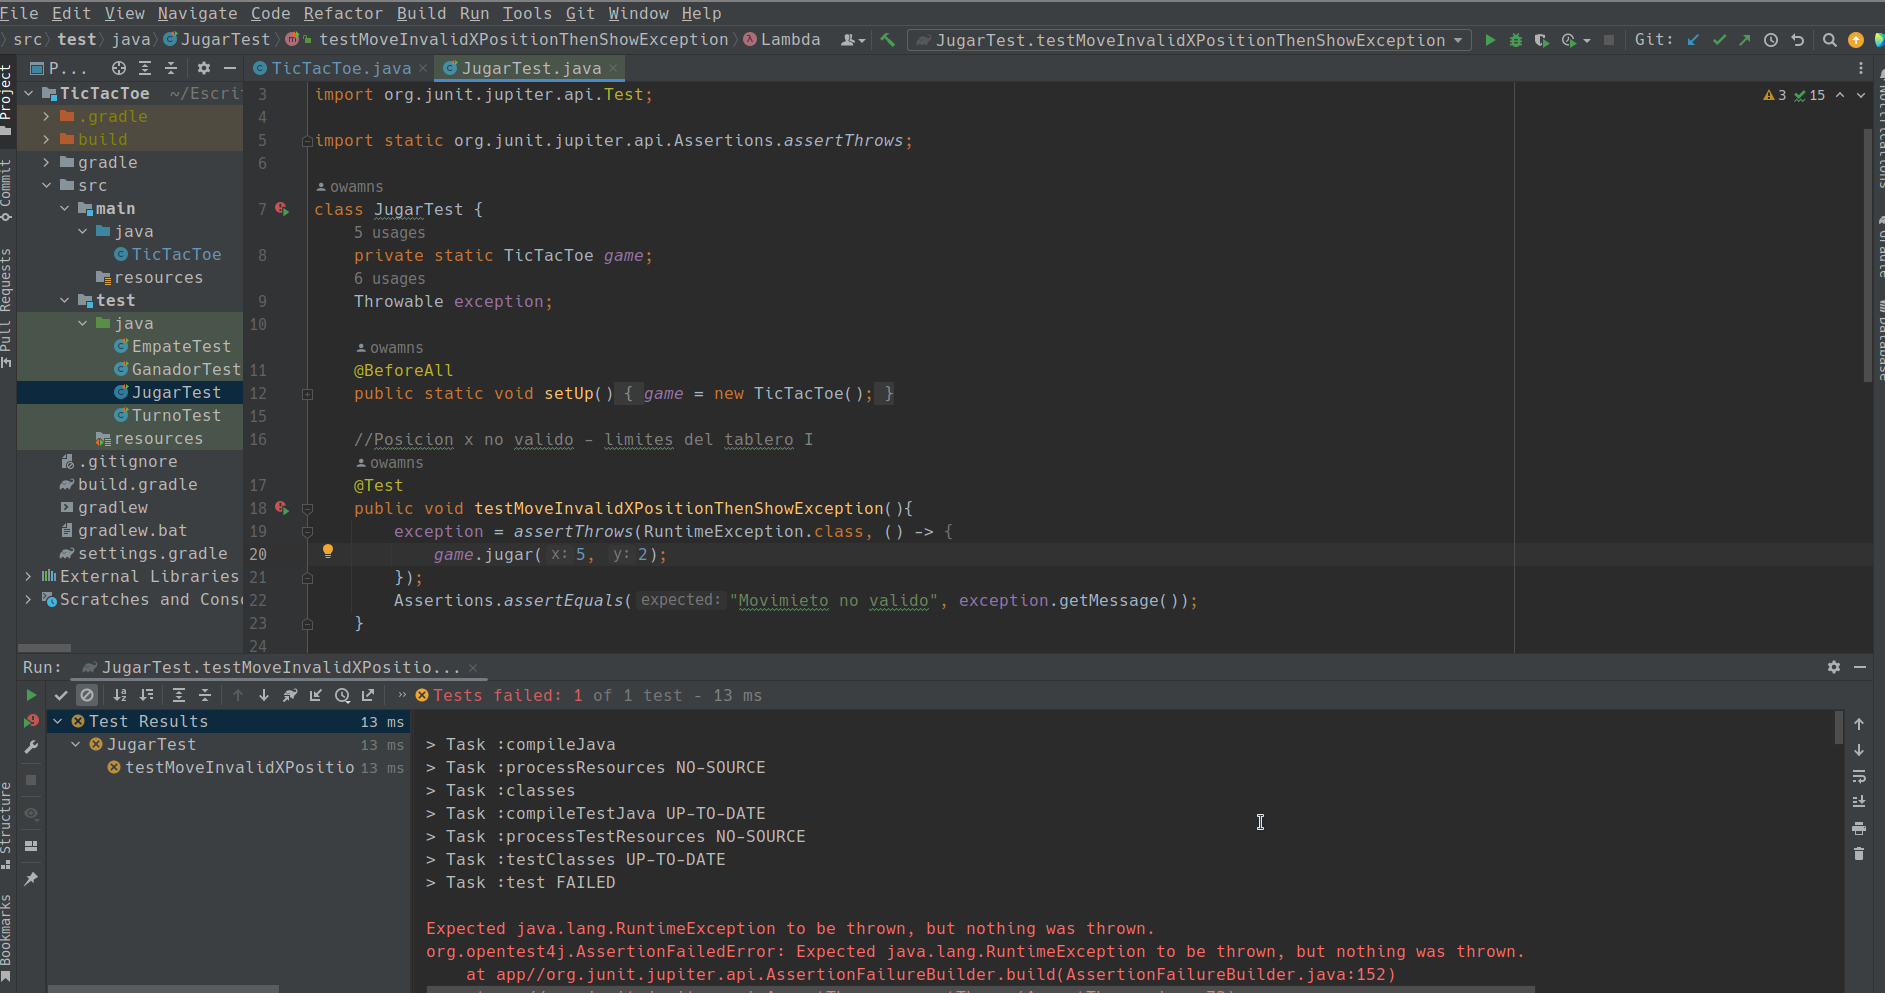 File Edit View Navigate Code Refactor Build Run Tools Git Window Help
src test java JugarTest testMoveInvalidXPositionThenShowException Lambda JugarTest.testMoveInvalidXPositionThenShowException Git:
P... TicTacToe.java JugarTest.java
Project
Commit
Pull Requests
Structure
Bookmarks
TicTacToe ~/Escri
.gradle
build
gradle
src
main
java
TicTacToe
resources
test
java
EmpateTest
GanadorTest
JugarTest
TurnoTest
resources
.gitignore
build.gradle
gradlew
gradlew.bat
settings.gradle
External Libraries
Scratches and Conso
3 15
3 import org.junit.jupiter.api.Test;
4
5 import static org.junit.jupiter.api.Assertions.assertThrows;
6
owamns
7 class JugarTest {
5 usages
8 private static TicTacToe game;
6 usages
9 Throwable exception;
10
owamns
11 @BeforeAll
12 public static void setUp() { game = new TicTacToe(); }
15
16 //Posicion x no valido - limites del tablero I
owamns
17 @Test
18 public void testMoveInvalidXPositionThenShowException(){
19 exception = assertThrows(RuntimeException.class, () -> {
20 game.jugar( x: 5, y: 2);
21 });
22 Assertions.assertEquals( expected: "Movimieto no valido", exception.getMessage());
23 }
24
Notifications
Gradle
Database
Run: JugarTest.testMoveInvalidXPositio...
Tests failed: 1 of 1 test – 13 ms
Test Results 13 ms
JugarTest 13 ms
testMoveInvalidXPositio 13 ms
> Task :compileJava
> Task :processResources NO-SOURCE
> Task :classes
> Task :compileTestJava UP-TO-DATE
> Task :processTestResources NO-SOURCE
> Task :testClasses UP-TO-DATE
> Task :test FAILED
Expected java.lang.RuntimeException to be thrown, but nothing was thrown.
org.opentest4j.AssertionFailedError: Expected java.lang.RuntimeException to be thrown, but nothing was thrown.
at app//org.junit.jupiter.api.AssertionFailureBuilder.build(AssertionFailureBuilder.java:152)